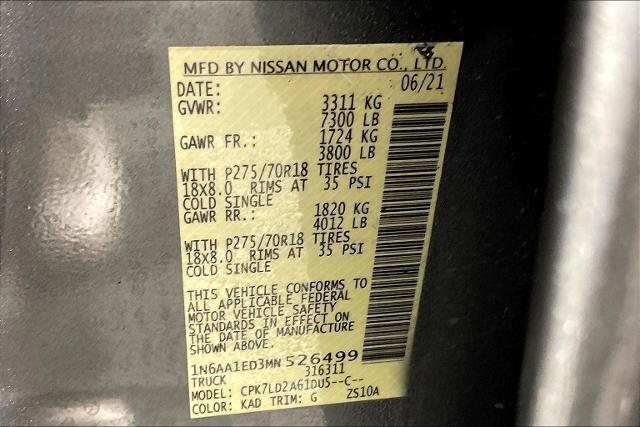 MFD BY NISSAN MOTOR CO., LTD.
DATE: 06/21
GVWR: 3311 KG
7300 LB
GAWR FR.: 1724 KG
3800 LB
WITH P275/70R18 TIRES
18X8.0 RIMS AT 35 PSI
COLD SINGLE
GAWR RR.: 1820 KG
4012 LB
WITH P275/70R18 TIRES
18X8.0 RIMS AT 35 PSI
COLD SINGLE
THIS VEHICLE CONFORMS TO
ALL APPLICABLE FEDERAL
MOTOR VEHICLE SAFETY
STANDARDS IN EFFECT ON
THE DATE OF MANUFACTURE
SHOWN ABOVE.
1N6AA1ED3MN526499
TRUCK 316311
MODEL: CPK7LD2A61DU5--C--
COLOR: KAD TRIM: G ZS10A